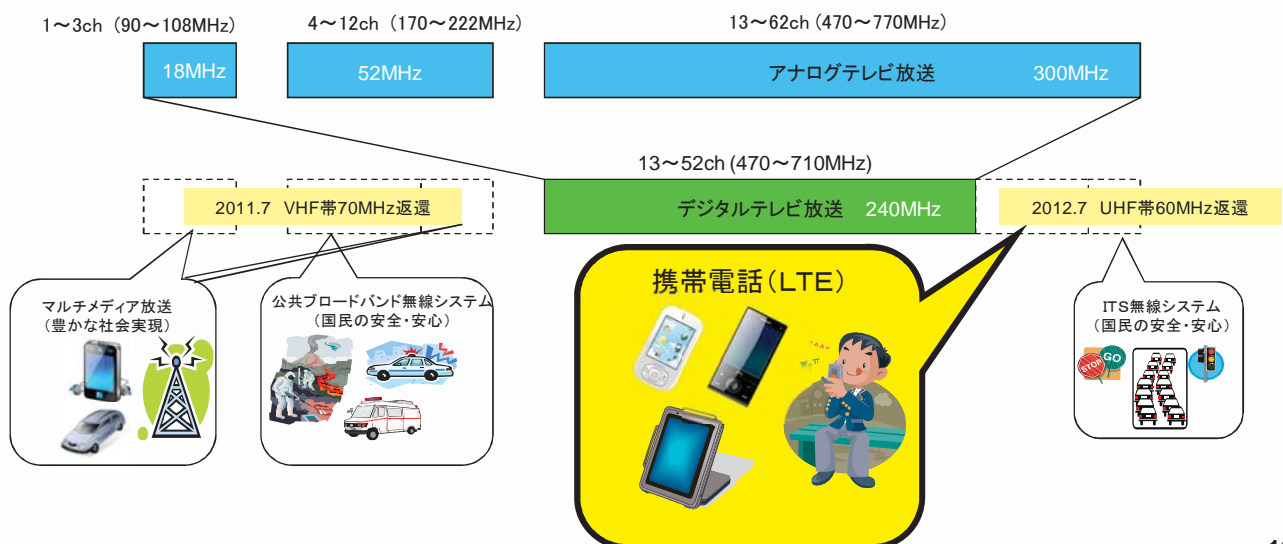 1～3ch (90～108MHz)
4～12ch (170～222MHz)
13～62ch (470～770MHz)
18MHz
52MHz
アナログテレビ放送 300MHz
13～52ch (470～710MHz)
2011.7 VHF帯70MHz返還
デジタルテレビ放送 240MHz
2012.7 UHF帯60MHz返還
マルチメディア放送
(豊かな社会実現)
公共ブロードバンド無線システム
(国民の安全・安心)
携帯電話(LTE)
ITS無線システム
(国民の安全・安心)
STOP
GO